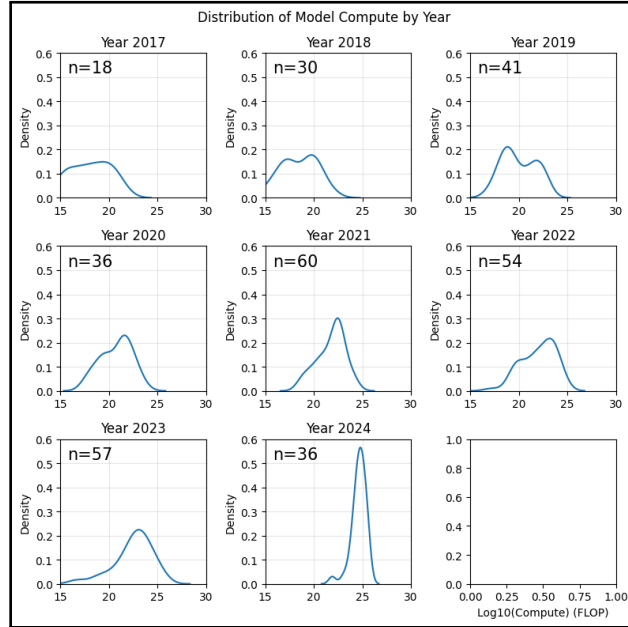 Distribution of Model Compute by Year
Year 2017
Year 2018
Year 2019
n=18
n=30
n=41
Density
Density
Density
0.6
0.5
0.4
0.3
0.2
0.1
0.0
0.6
0.5
0.4
0.3
0.2
0.1
0.0
0.6
0.5
0.4
0.3
0.2
0.1
0.0
15 20 25 30
15 20 25 30
15 20 25 30
Year 2020
Year 2021
Year 2022
n=36
n=60
n=54
Density
Density
Density
0.6
0.5
0.4
0.3
0.2
0.1
0.0
0.6
0.5
0.4
0.3
0.2
0.1
0.0
0.6
0.5
0.4
0.3
0.2
0.1
0.0
15 20 25 30
15 20 25 30
15 20 25 30
Year 2023
Year 2024
n=57
n=36
Density
Density
0.6
0.5
0.4
0.3
0.2
0.1
0.0
0.6
0.5
0.4
0.3
0.2
0.1
0.0
1.0
0.8
0.6
0.4
0.2
0.0
15 20 25 30
15 20 25 30
0.00 0.25 0.50 0.75 1.00
Log10(Compute) (FLOP)